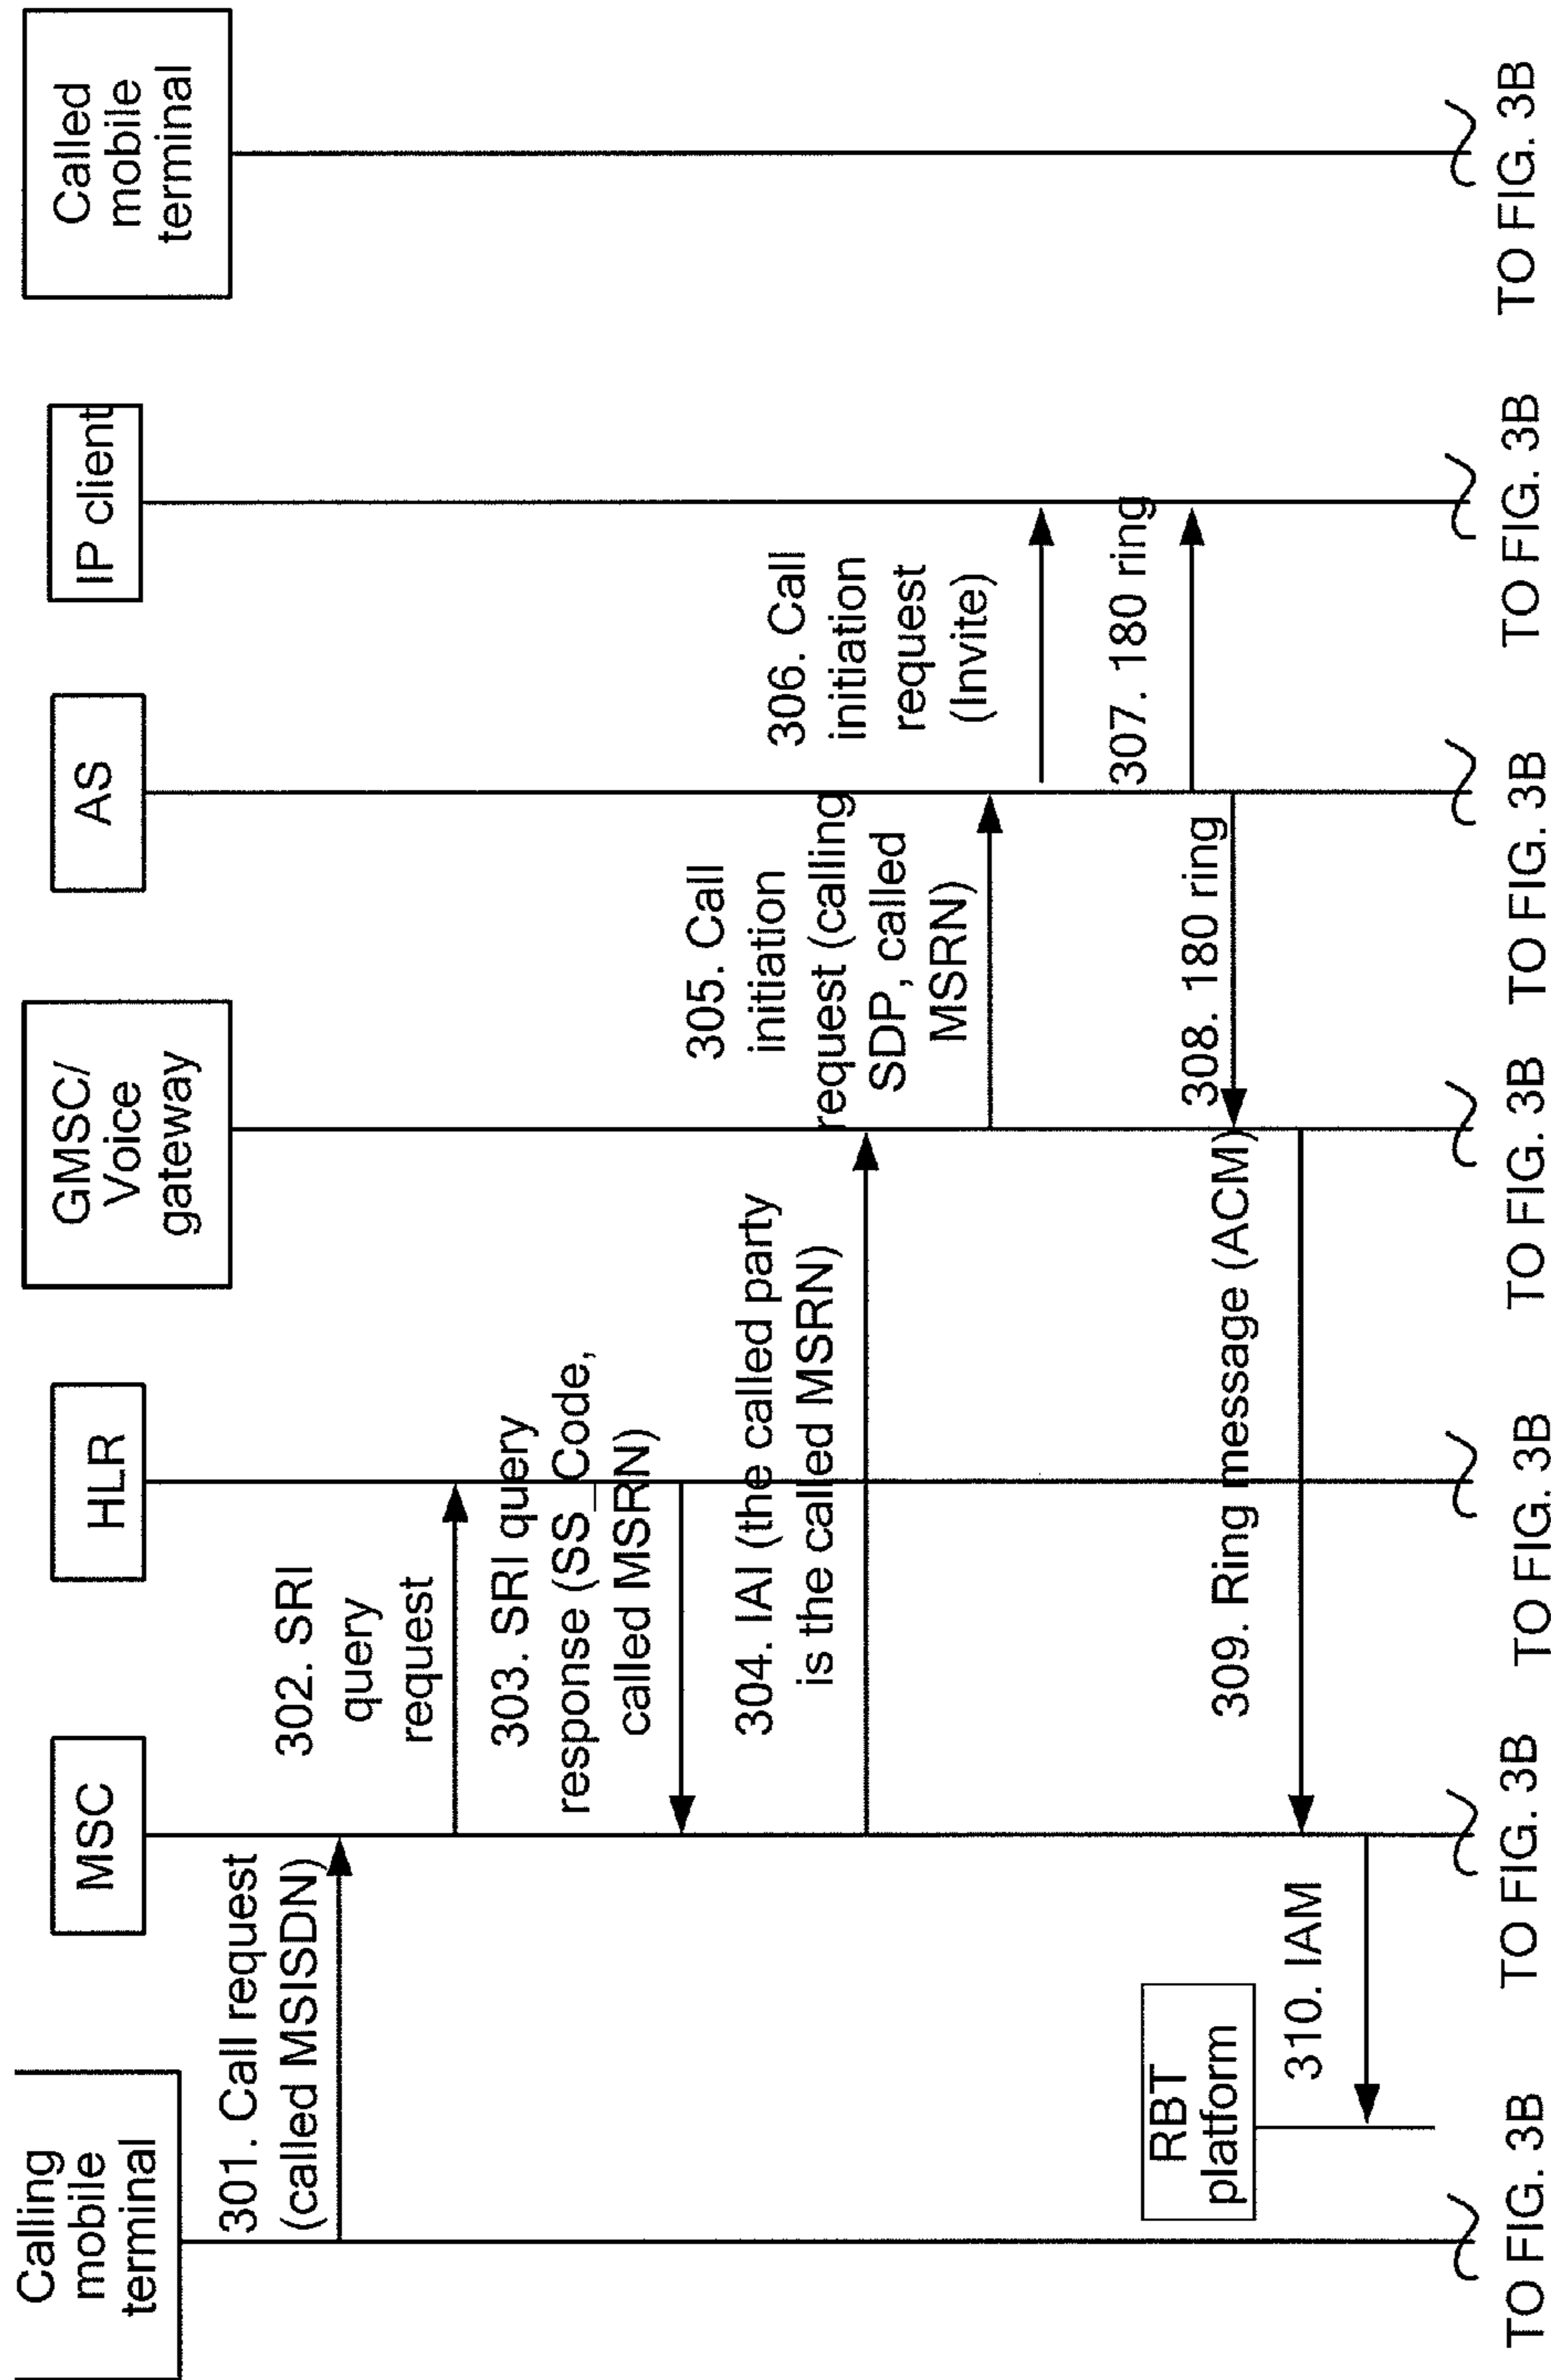 Calling
mobile
terminal
MSC
HLR
GMSC/
Voice
gateway
AS
IP client
Called
mobile
terminal
301. Call request
(called MSISDN)
302. SRI
query
request
303. SRI query
response (SS_Code,
called MSRN)
304. IAI (the called party
is the called MSRN)
305. Call
initiation
request (calling
SDP, called
MSRN)
306. Call
initiation
request
(Invite)
307. 180 ring
308. 180 ring
309. Ring message (ACM)
RBT
platform
310. IAM
TO FIG. 3B
TO FIG. 3B
TO FIG. 3B
TO FIG. 3B
TO FIG. 3B
TO FIG. 3B
TO FIG. 3B